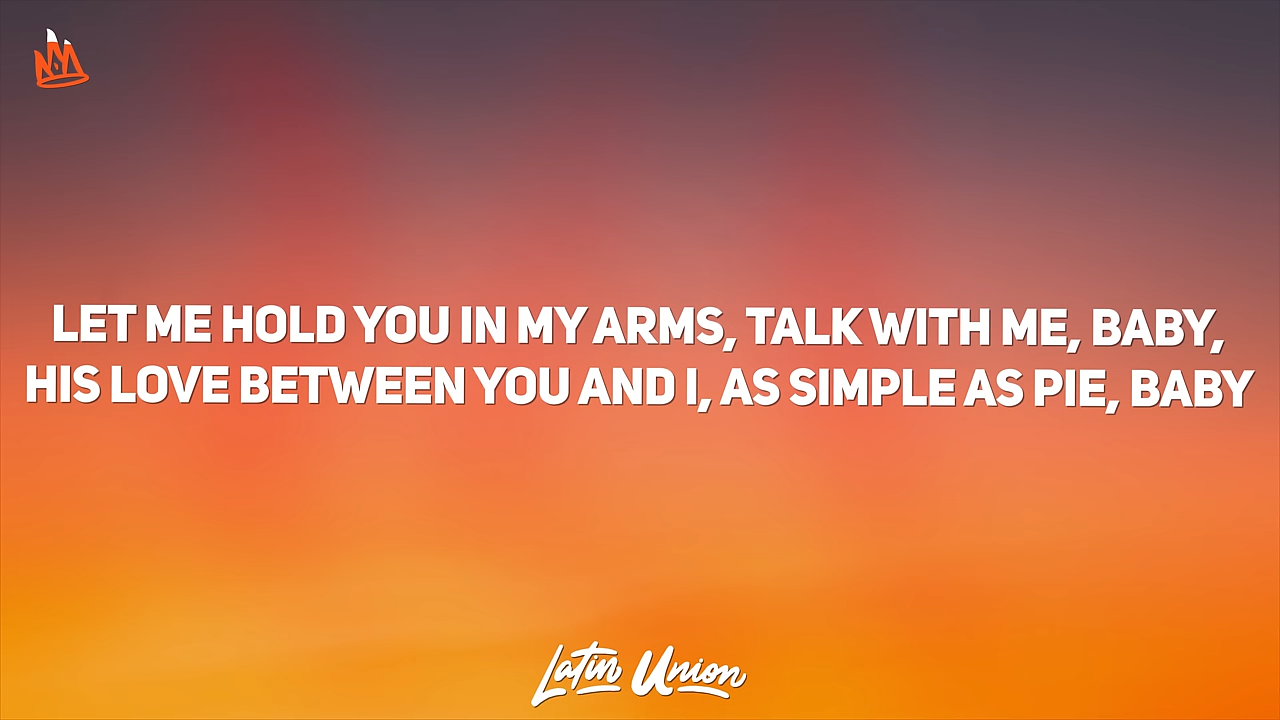 LET ME HOLD YOU IN MY ARMS, TALK WITH ME, BABY,
HIS LOVE BETWEEN YOU AND I, AS SIMPLE AS PIE, BABY
Latin Union